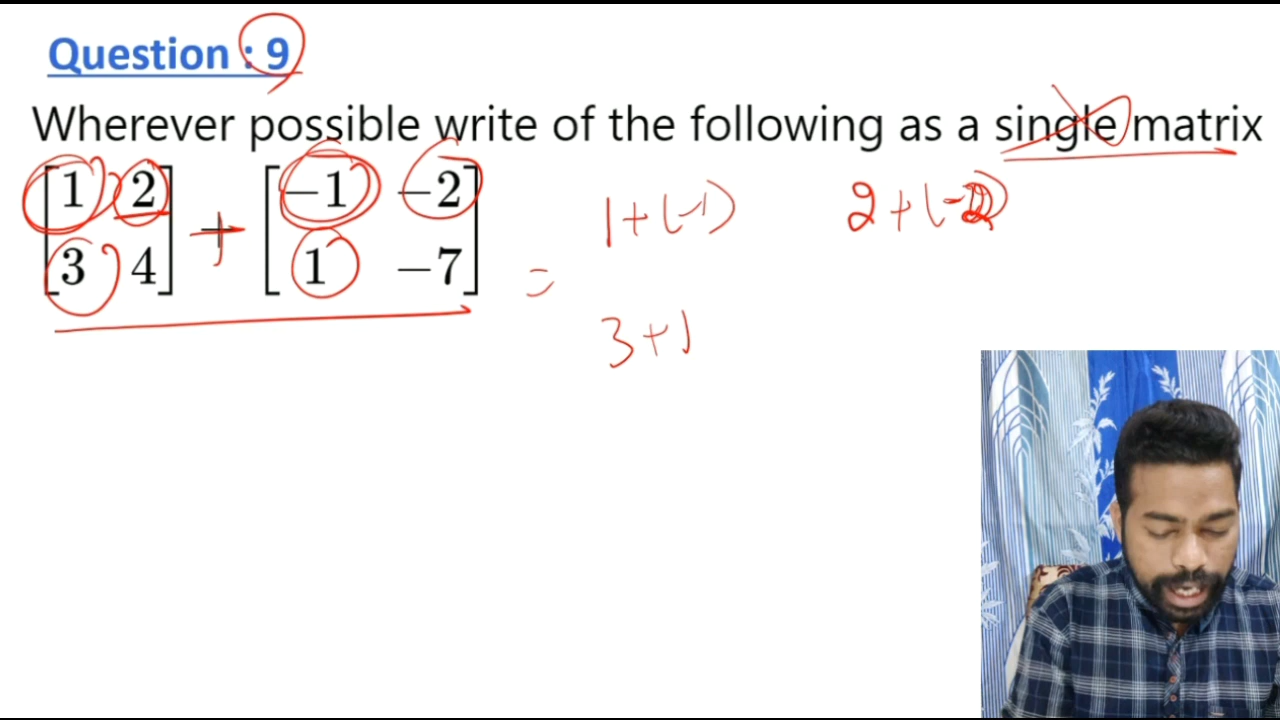 Question : 9
Wherever possible write of the following as a single matrix
[1 2] + [-1 -2] 1+(-1) 2+(-2)
[3 4] [1 -7] =
3+1